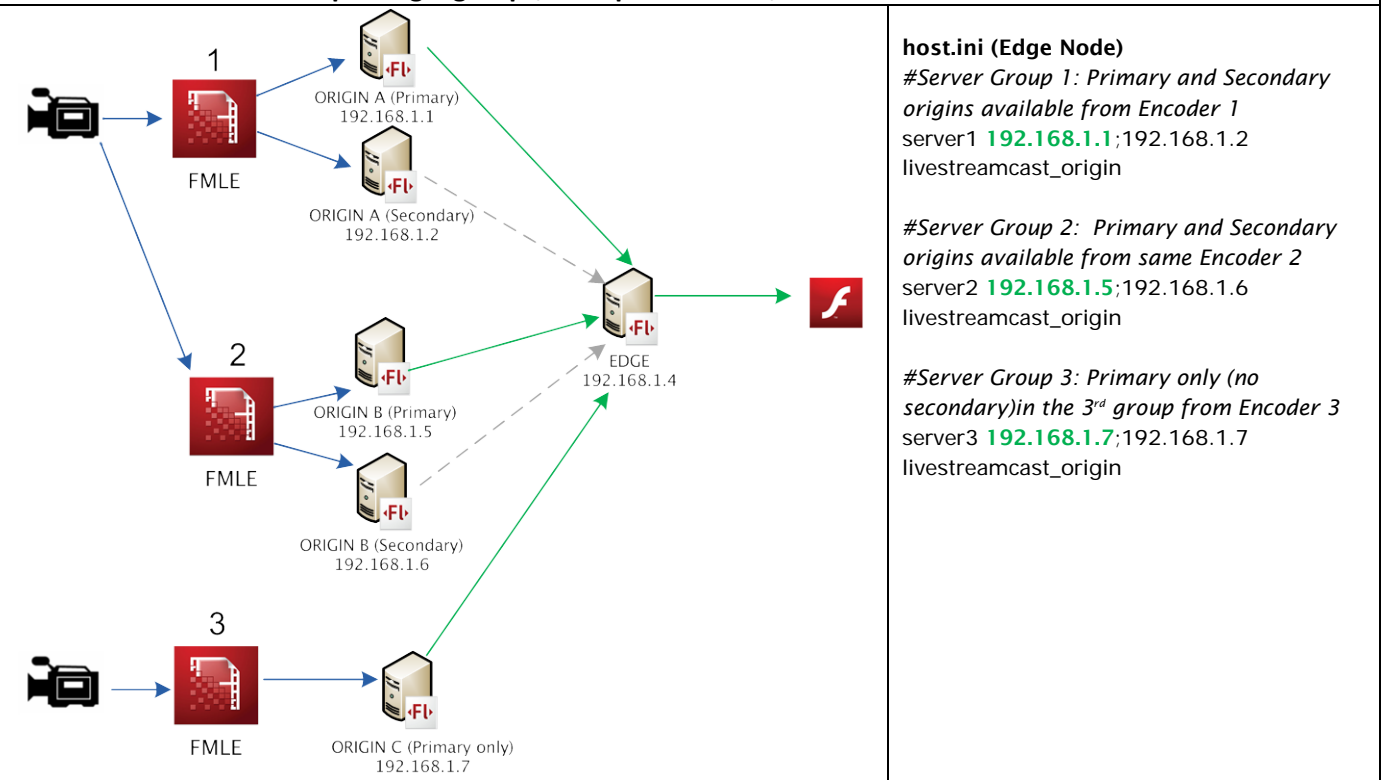 1
FMLE
ORIGIN A (Primary)
192.168.1.1
ORIGIN A (Secondary)
192.168.1.2
2
FMLE
ORIGIN B (Primary)
192.168.1.5
ORIGIN B (Secondary)
192.168.1.6
EDGE
192.168.1.4
3
FMLE
ORIGIN C (Primary only)
192.168.1.7
host.ini (Edge Node)
#Server Group 1: Primary and Secondary
origins available from Encoder 1
server1 192.168.1.1;192.168.1.2
livestreamcast_origin
#Server Group 2:  Primary and Secondary
origins available from same Encoder 2
server2 192.168.1.5;192.168.1.6
livestreamcast_origin
#Server Group 3: Primary only (no
secondary)in the 3rd group from Encoder 3
server3 192.168.1.7;192.168.1.7
livestreamcast_origin